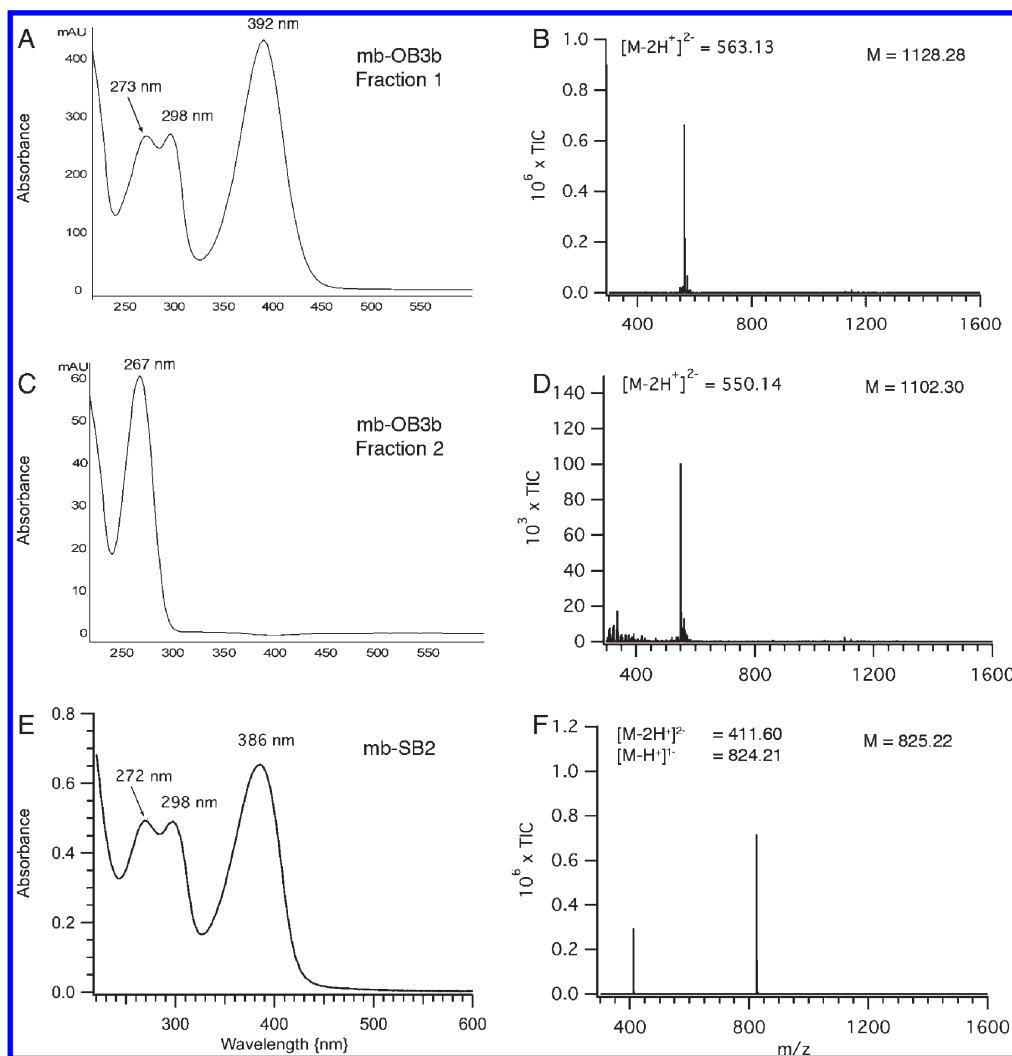 A
mAU
392 nm
mb-OB3b
Fraction 1
400
273 nm
298 nm
300
200
100
0
Absorbance
250 300 350 400 450 500 550
B
[M-2H⁺]²⁻ = 563.13 M = 1128.28
1.0
0.8
0.6
0.4
0.2
0.0
10⁶ x TIC
400 800 1200 1600
C
mAU
267 nm
mb-OB3b
Fraction 2
60
50
40
30
20
10
0
Absorbance
250 300 350 400 450 500 550
D
[M-2H⁺]²⁻ = 550.14 M = 1102.30
140
120
100
80
60
40
20
0
10³ x TIC
400 800 1200 1600
E
mb-SB2
386 nm
272 nm
298 nm
0.8
0.6
0.4
0.2
0.0
Absorbance
300 400 500 600
Wavelength {nm}
F
[M-2H⁺]²⁻ = 411.60
[M-H⁺]¹⁻ = 824.21
M = 825.22
1.2
1.0
0.8
0.6
0.4
0.2
0.0
10⁶ x TIC
400 800 1200 1600
m/z